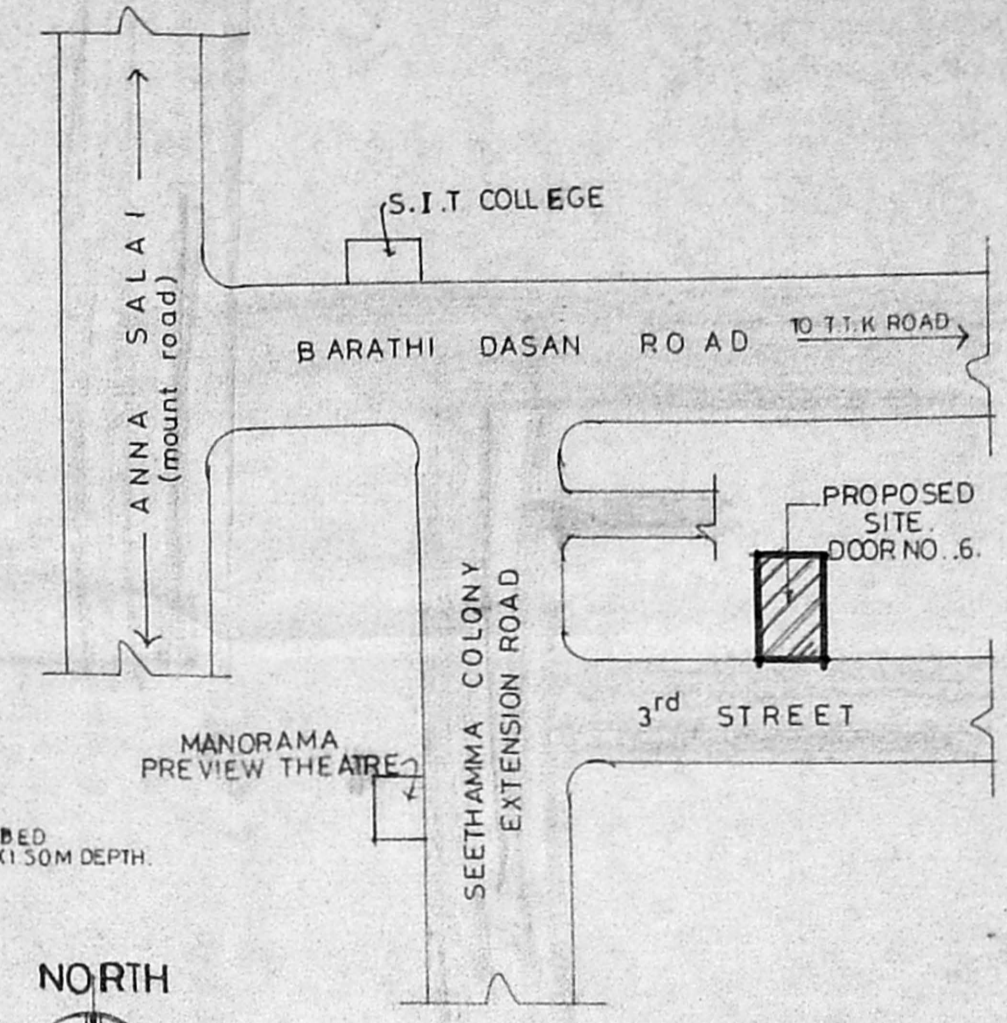 S.I.T COLLEGE
ANNA SALAI
(mount road)
BARATHI DASAN ROAD
TO T.T.K ROAD
PROPOSED
SITE.
DOOR NO..6.
SEETHAMMA COLONY
EXTENSION ROAD
3rd STREET
MANORAMA
PREVIEW THEATRE
BED
X1.50M DEPTH.
NORTH